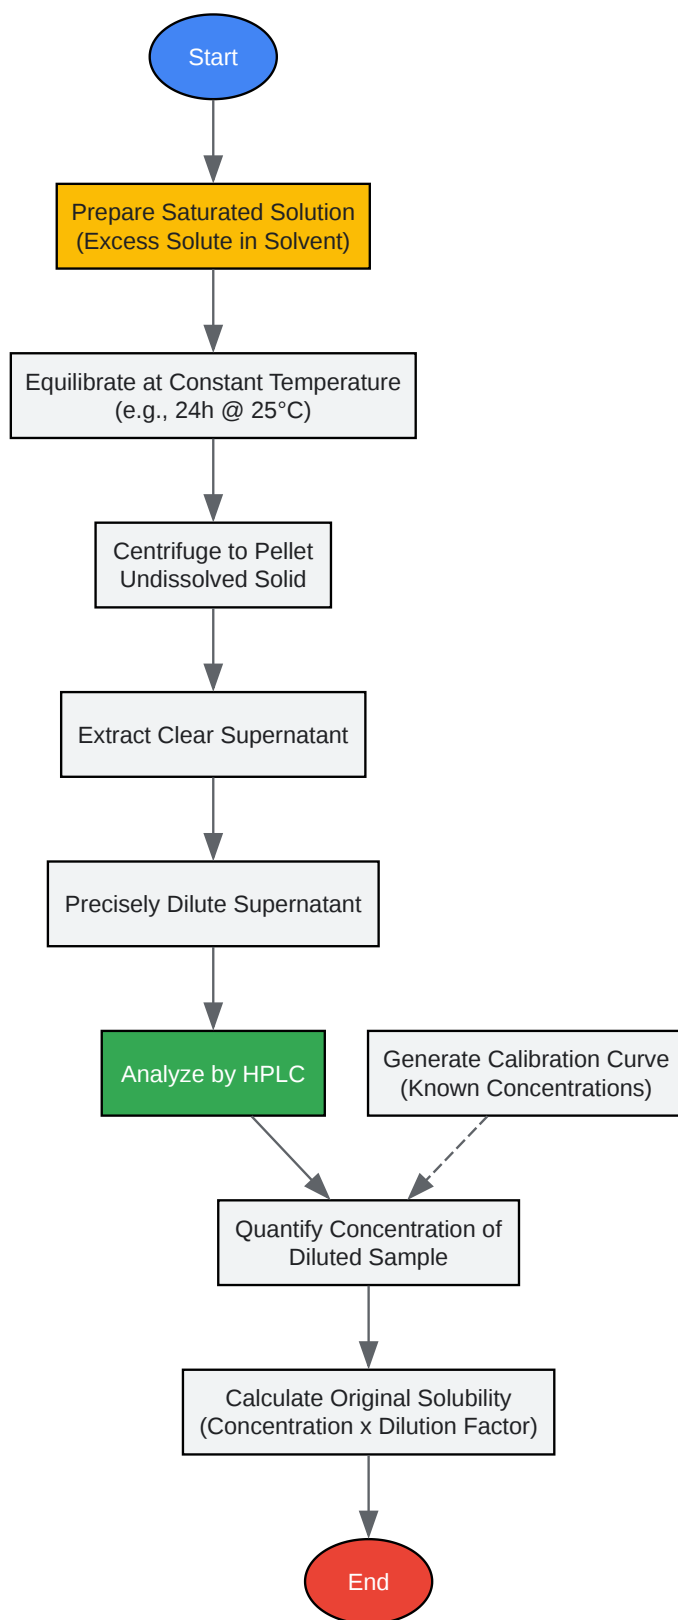 Start
Prepare Saturated Solution
(Excess Solute in Solvent)
Equilibrate at Constant Temperature
(e.g., 24h @ 25°C)
Centrifuge to Pellet
Undissolved Solid
Extract Clear Supernatant
Precisely Dilute Supernatant
Analyze by HPLC
Generate Calibration Curve
(Known Concentrations)
Quantify Concentration of
Diluted Sample
Calculate Original Solubility
(Concentration x Dilution Factor)
End